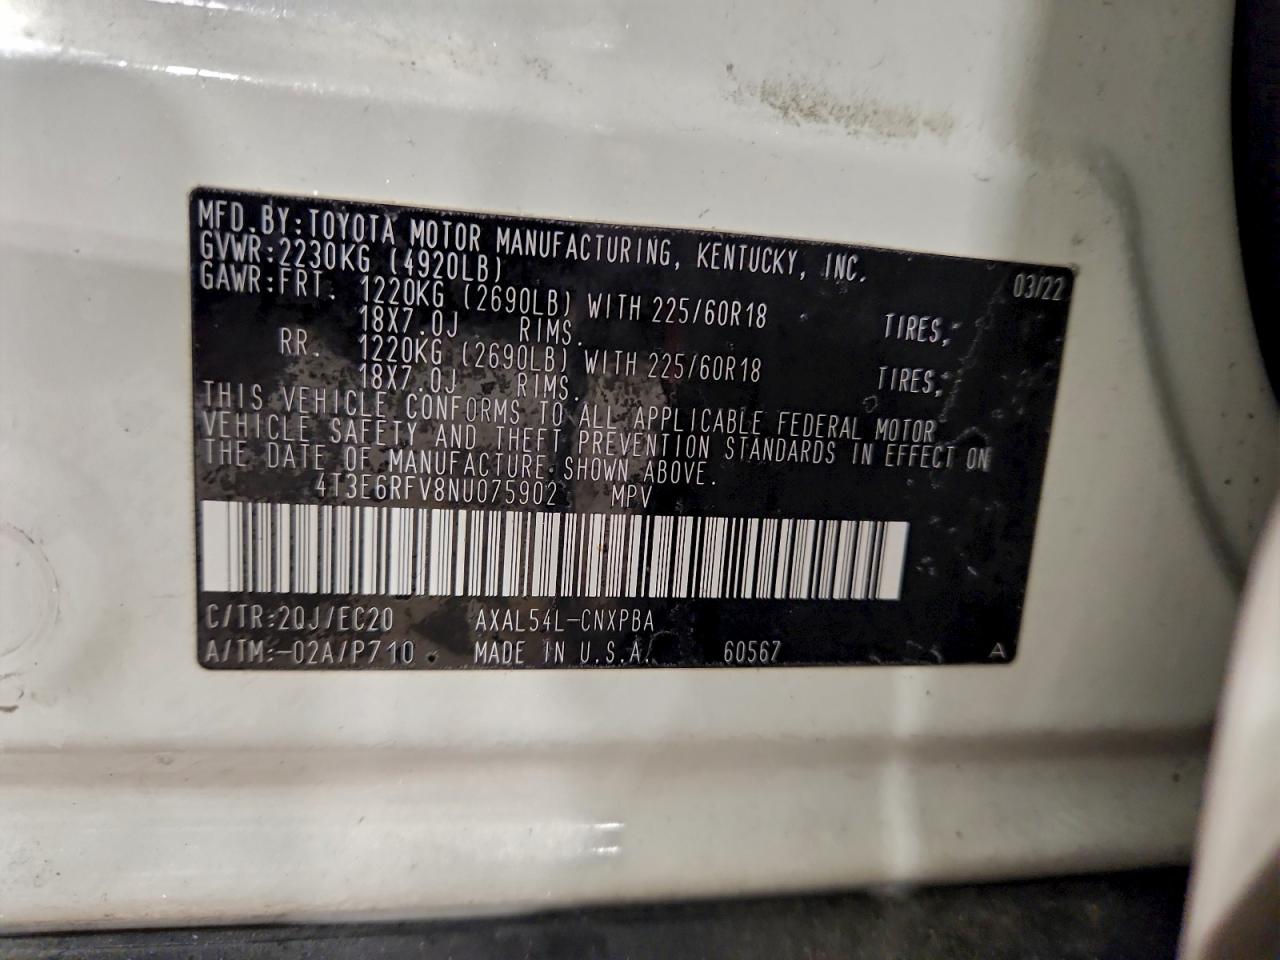 MFD.BY:TOYOTA MOTOR MANUFACTURING, KENTUCKY, INC.
GVWR:2230KG (4920LB) 03/22
GAWR:FRT. 1220KG (2690LB) WITH 225/60R18 TIRES,
18X7.0J RIMS.
RR. 1220KG (2690LB) WITH 225/60R18 TIRES,
18X7.0J RIMS.
THIS VEHICLE CONFORMS TO ALL APPLICABLE FEDERAL MOTOR
VEHICLE SAFETY AND THEFT PREVENTION STANDARDS IN EFFECT ON
THE DATE OF MANUFACTURE SHOWN ABOVE.
4T3E6RFV8NU075902 MPV
C/TR:2QJ/EC20 AXAL54L-CNXPBA
A/TM:-02A/P710 MADE IN U.S.A. 60567 A